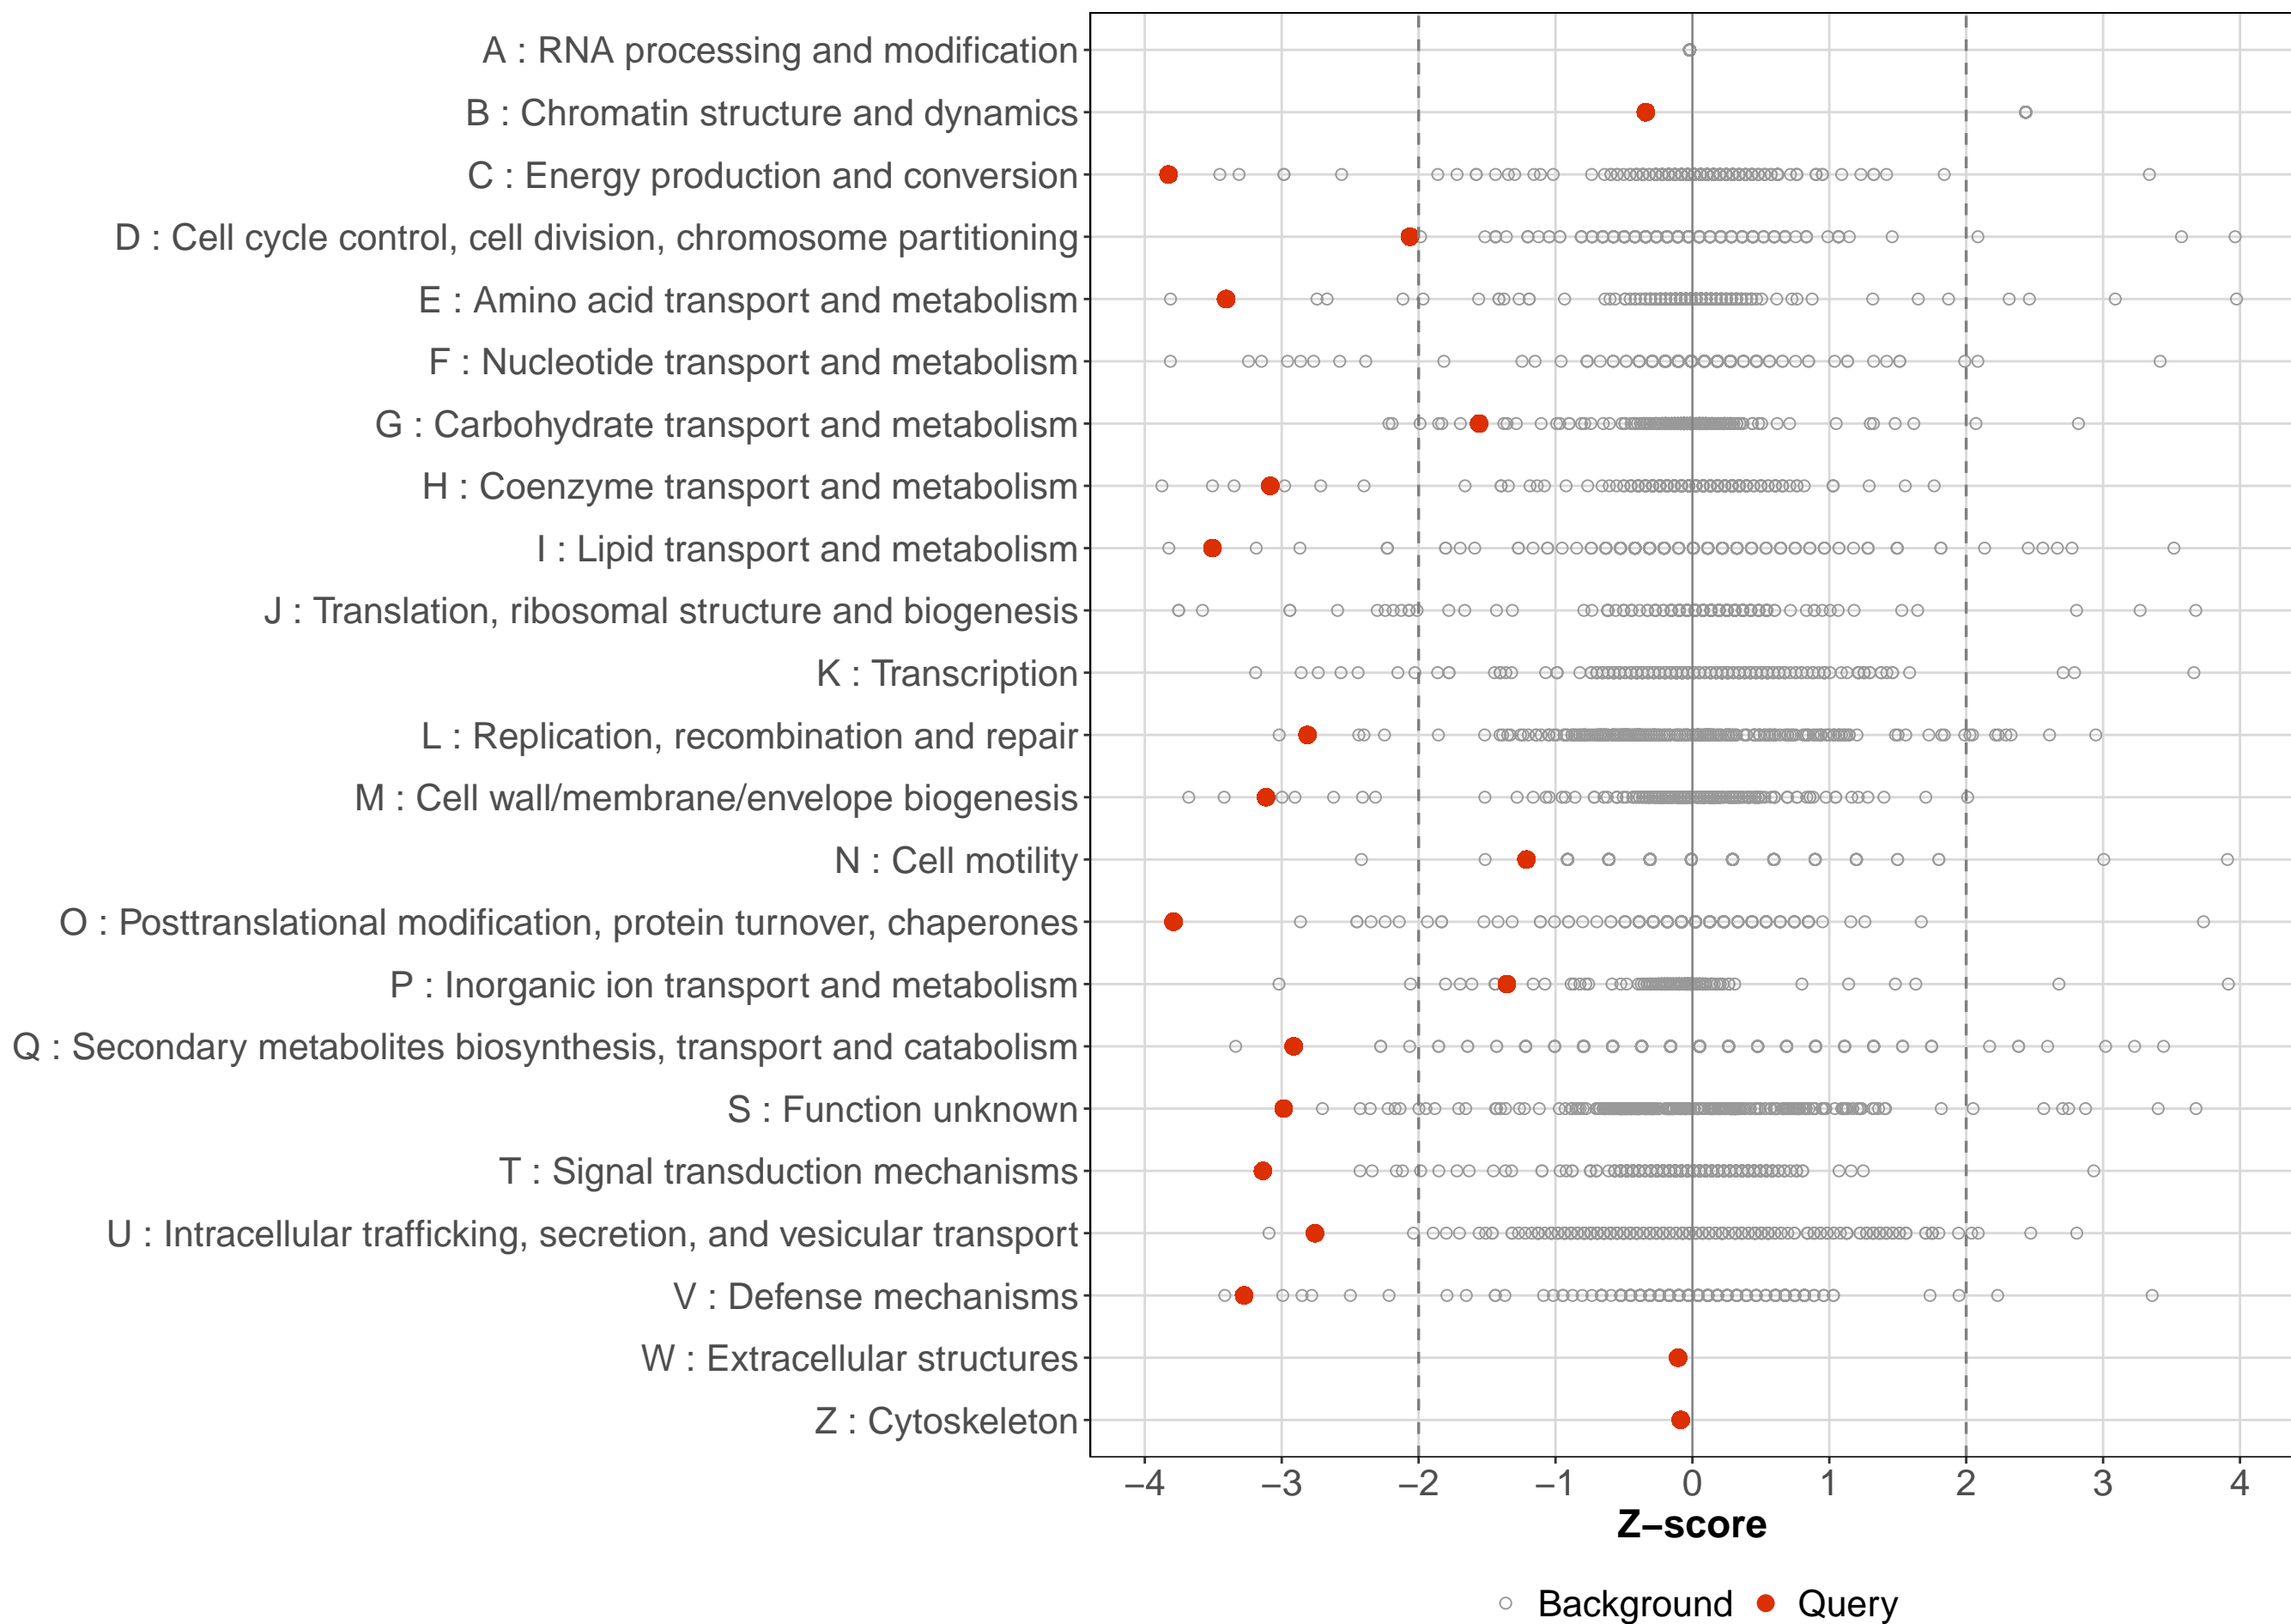 A : RNA processing and modification
B : Chromatin structure and dynamics
C : Energy production and conversion
D : Cell cycle control, cell division, chromosome partitioning
E : Amino acid transport and metabolism
F : Nucleotide transport and metabolism
G : Carbohydrate transport and metabolism
H : Coenzyme transport and metabolism
I : Lipid transport and metabolism
J : Translation, ribosomal structure and biogenesis
K : Transcription
L : Replication, recombination and repair
M : Cell wall/membrane/envelope biogenesis
N : Cell motility
O : Posttranslational modification, protein turnover, chaperones
P : Inorganic ion transport and metabolism
Q : Secondary metabolites biosynthesis, transport and catabolism
S : Function unknown
T : Signal transduction mechanisms
U : Intracellular trafficking, secretion, and vesicular transport
V : Defense mechanisms
W : Extracellular structures
Z : Cytoskeleton
−4 −3 −2 −1 0 1 2 3 4
Z−score
Background Query